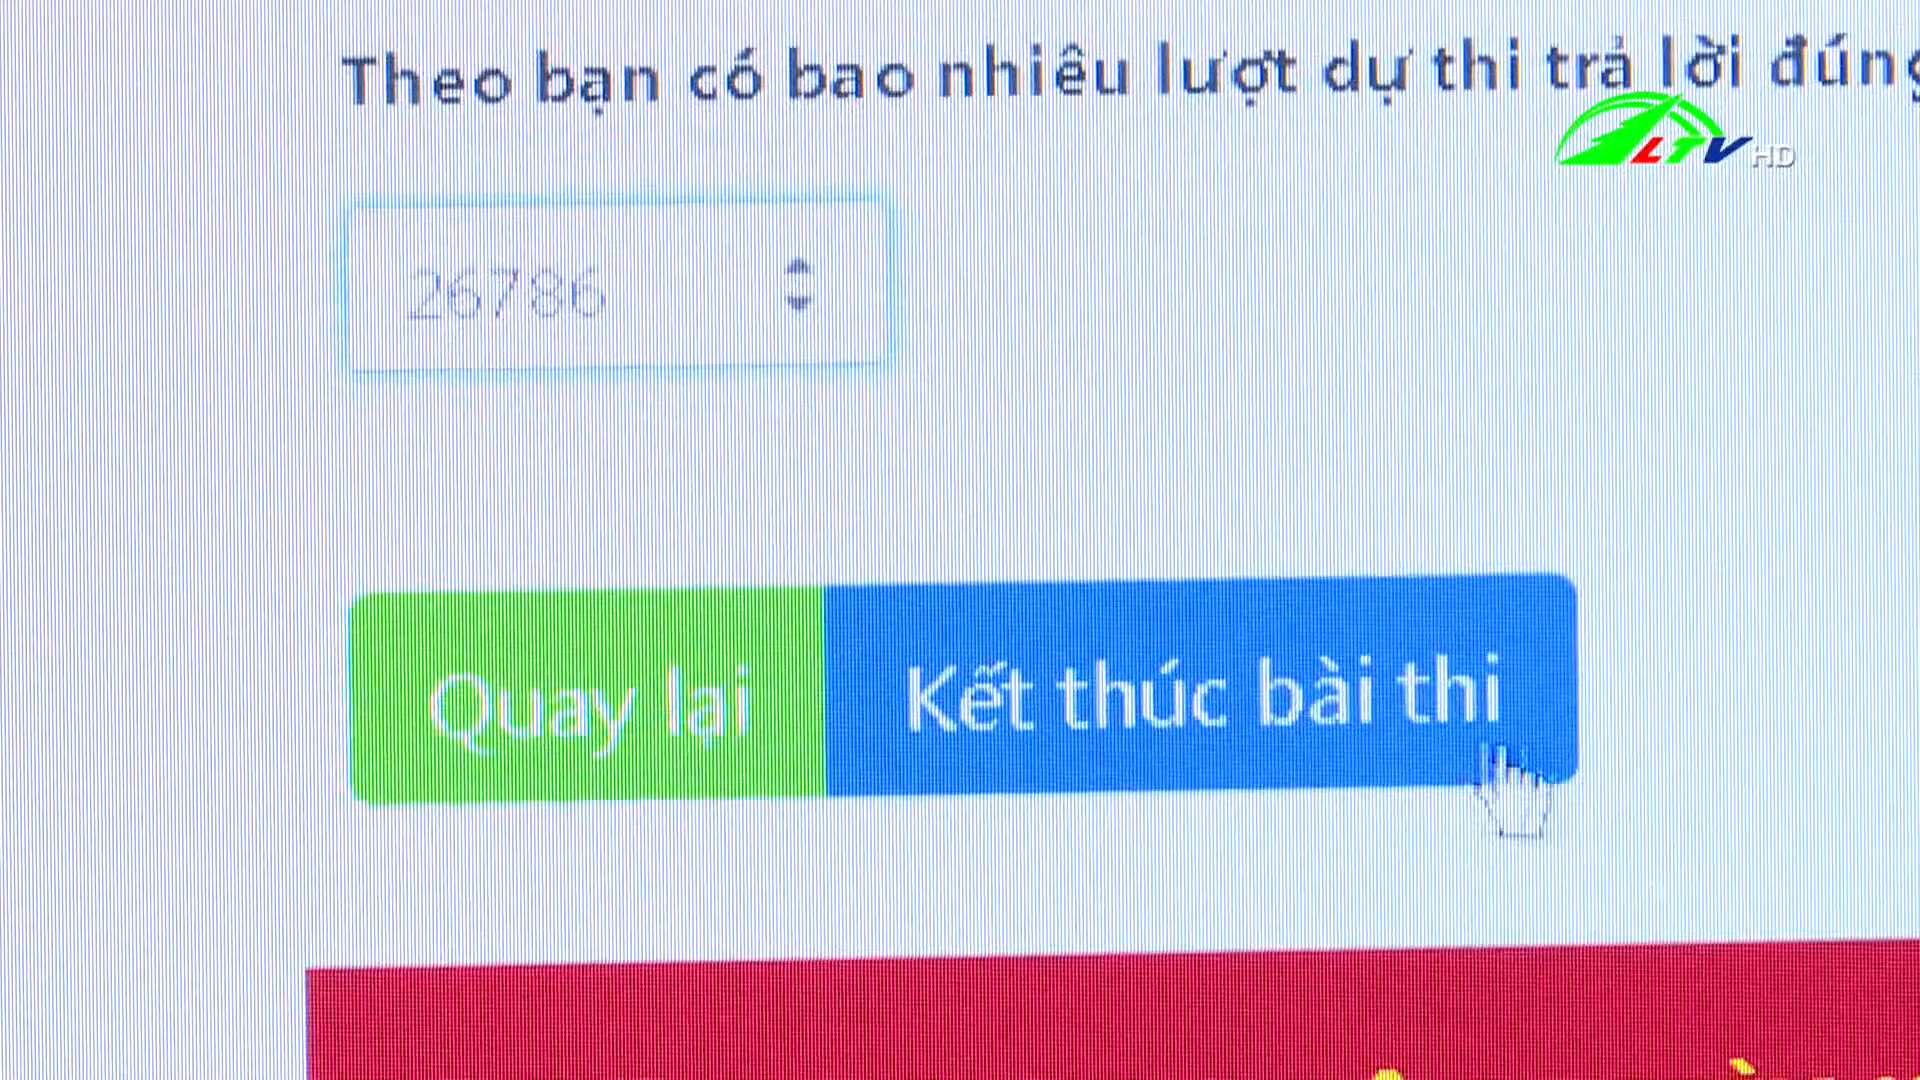 Theo bạn có bao nhiêu lượt dự thi trả lời đúng
LTV HD
26786
Quay lại
Kết thúc bài thi